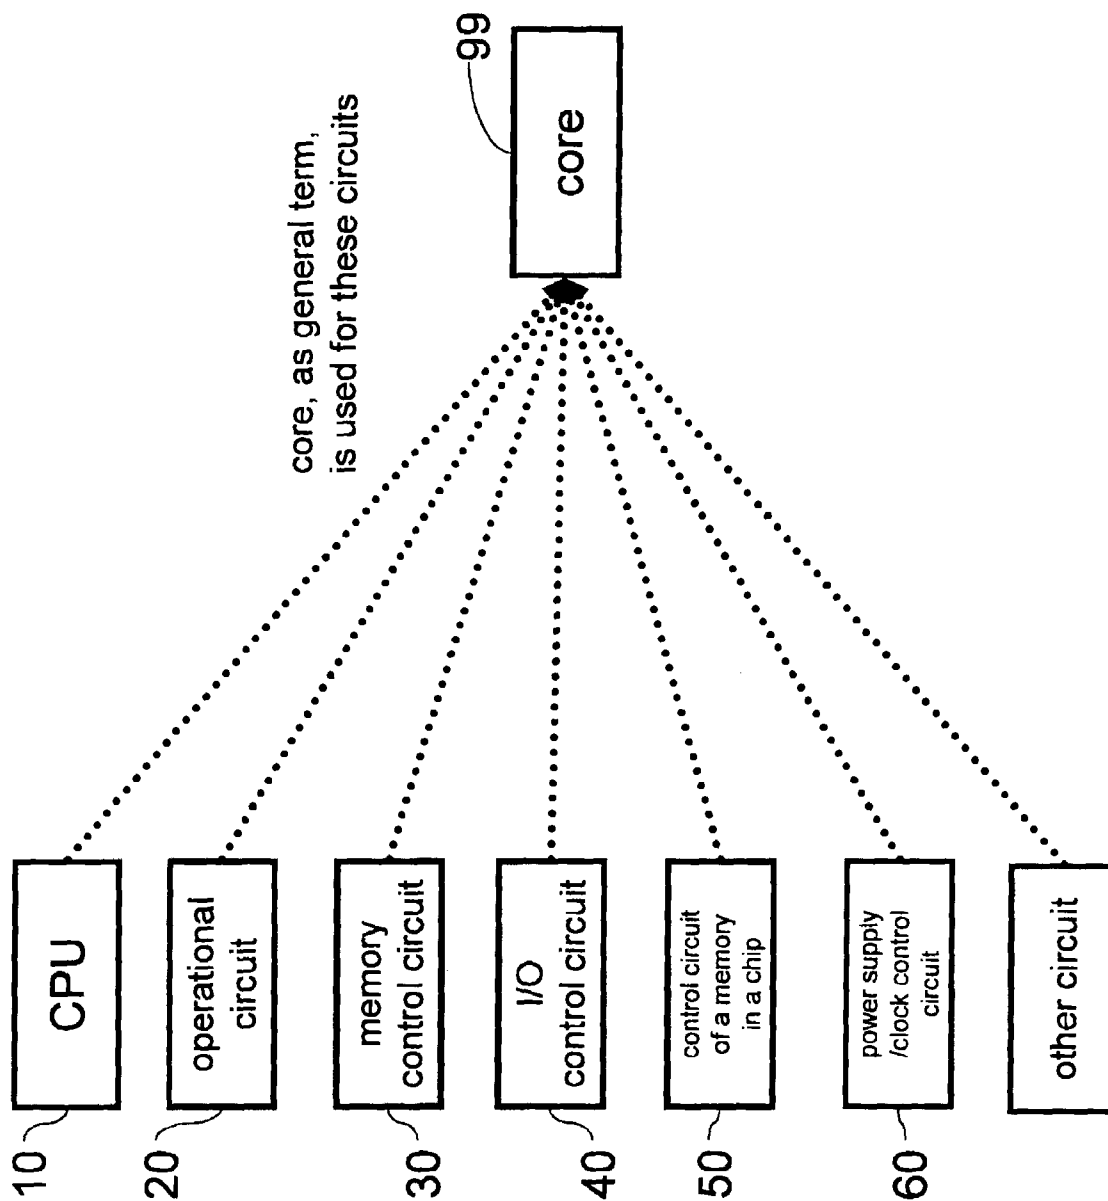 10
CPU
20
operational
circuit
30
memory
control circuit
40
I/O
control circuit
50
control circuit
of a memory
in a chip
60
power supply
/clock control
circuit
other circuit
core, as general term,
is used for these circuits
99
core